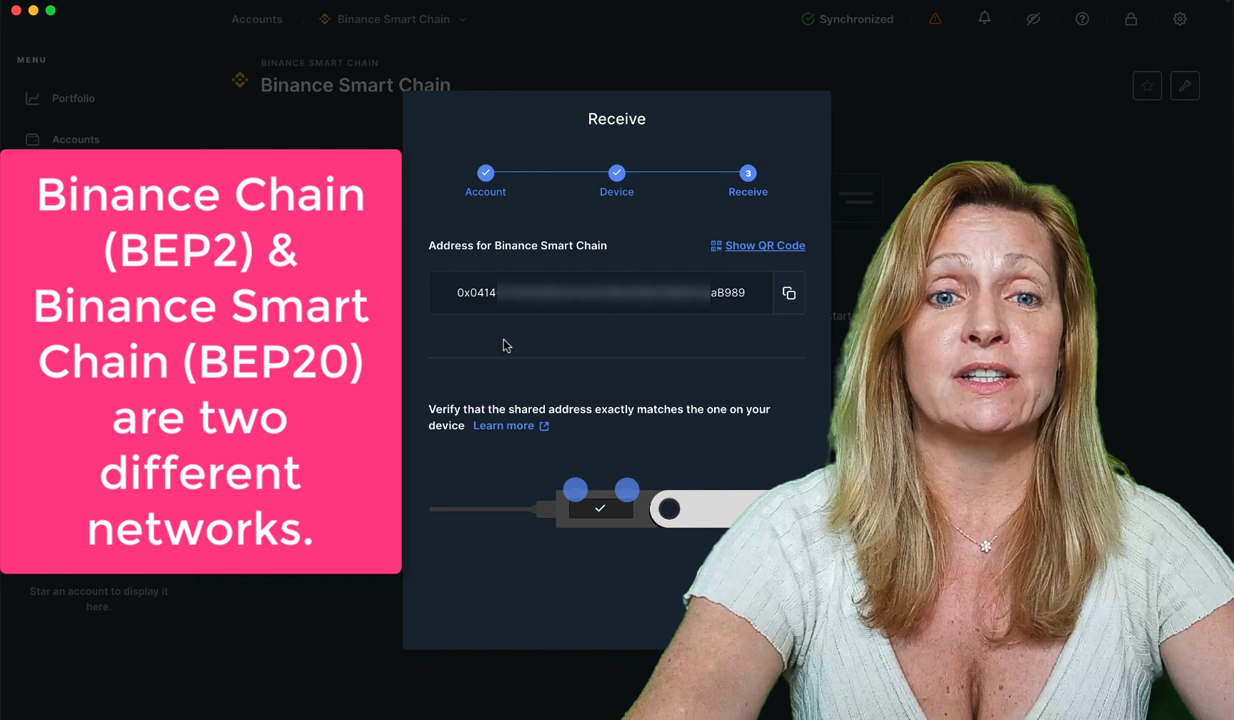 Accounts
Binance Smart Chain
Synchronized
MENU
Portfolio
Accounts
BINANCE SMART CHAIN
Binance Smart Chain
Binance Chain
(BEP2) &
Binance Smart
Chain (BEP20)
are two
different
networks.
Receive
Account
Device
3
Receive
Address for Binance Smart Chain
Show QR Code
0x0414
aB989
Verify that the shared address exactly matches the one on your
device Learn more
Star an account to display it
here.